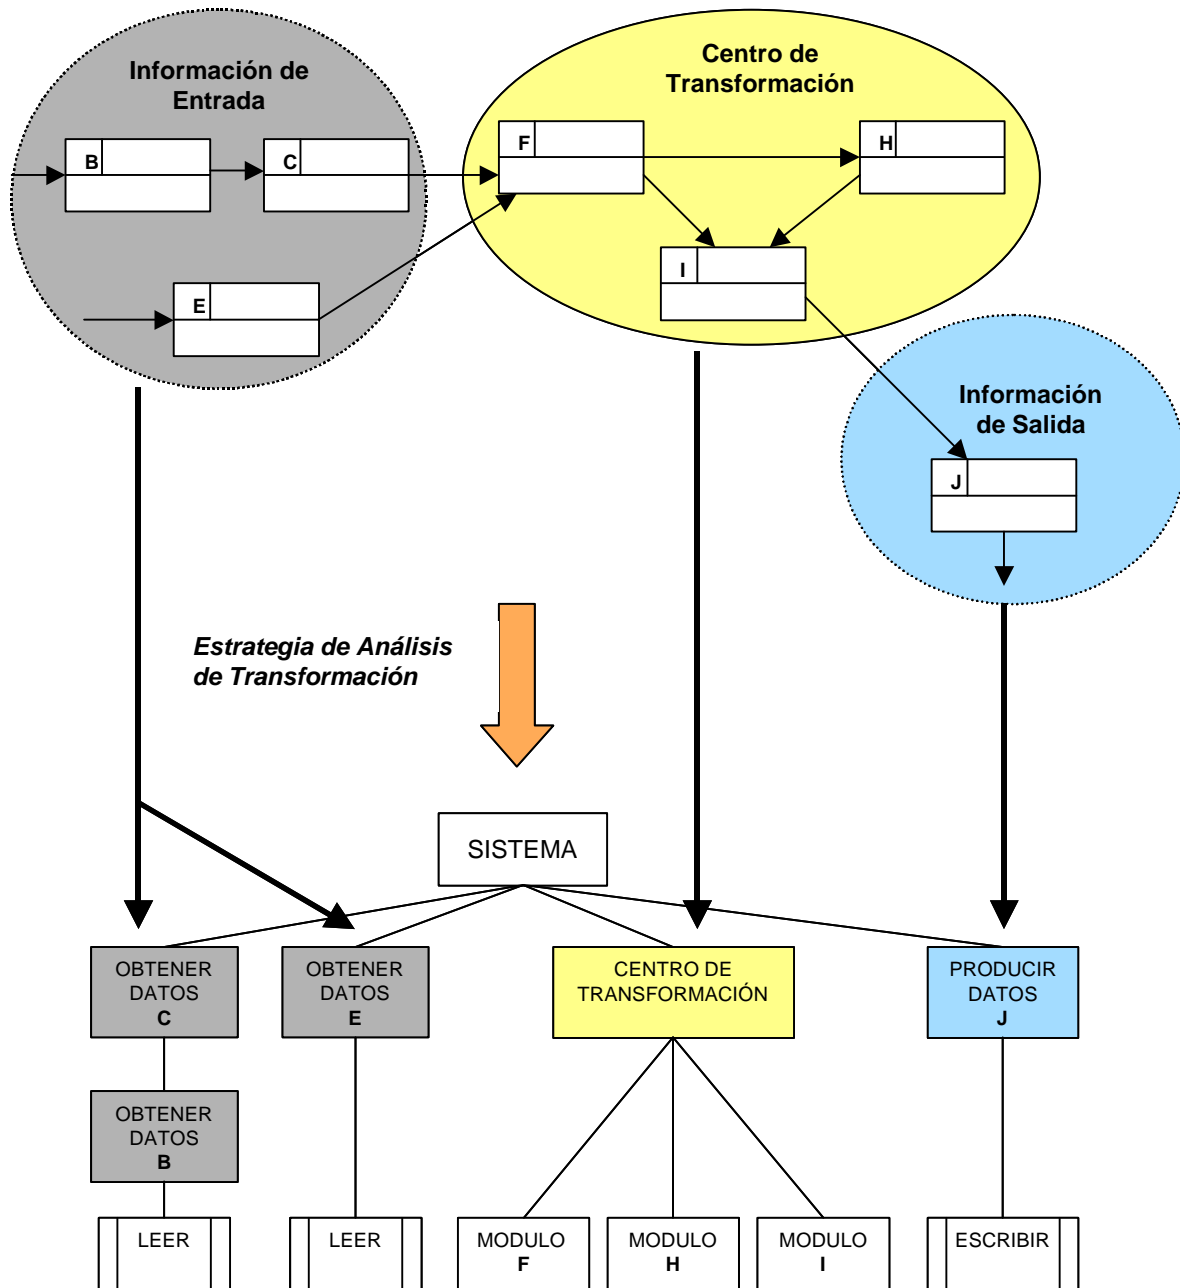 Información de
Entrada
Centro de
Transformación
B
C
F
H
E
I
Información
de Salida
J
Estrategia de Análisis
de Transformación
SISTEMA
OBTENER
DATOS
C
OBTENER
DATOS
E
CENTRO DE
TRANSFORMACIÓN
PRODUCIR
DATOS
J
OBTENER
DATOS
B
LEER
LEER
MODULO
F
MODULO
H
MODULO
I
ESCRIBIR